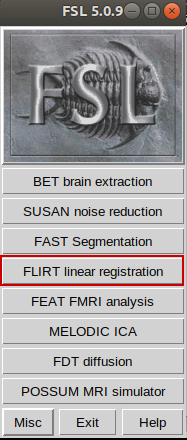 FSL 5.0.9
FSL
BET brain extraction
SUSAN noise reduction
FAST Segmentation
FLIRT linear registration
FEAT FMRI analysis
MELODIC ICA
FDT diffusion
POSSUM MRI simulator
Misc Exit Help